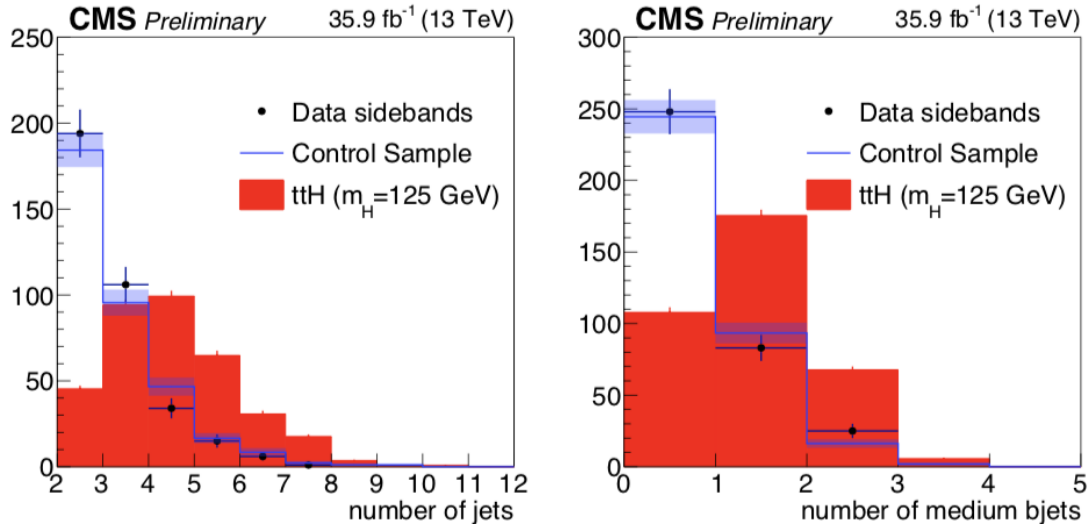 CMS Preliminary 35.9 fb⁻¹ (13 TeV)
250
200
150
100
50
0
Data sidebands
Control Sample
ttH (m_H=125 GeV)
2 3 4 5 6 7 8 9 10 11 12
number of jets
CMS Preliminary 35.9 fb⁻¹ (13 TeV)
300
250
200
150
100
50
0
Data sidebands
Control Sample
ttH (m_H=125 GeV)
0 1 2 3 4 5
number of medium bjets